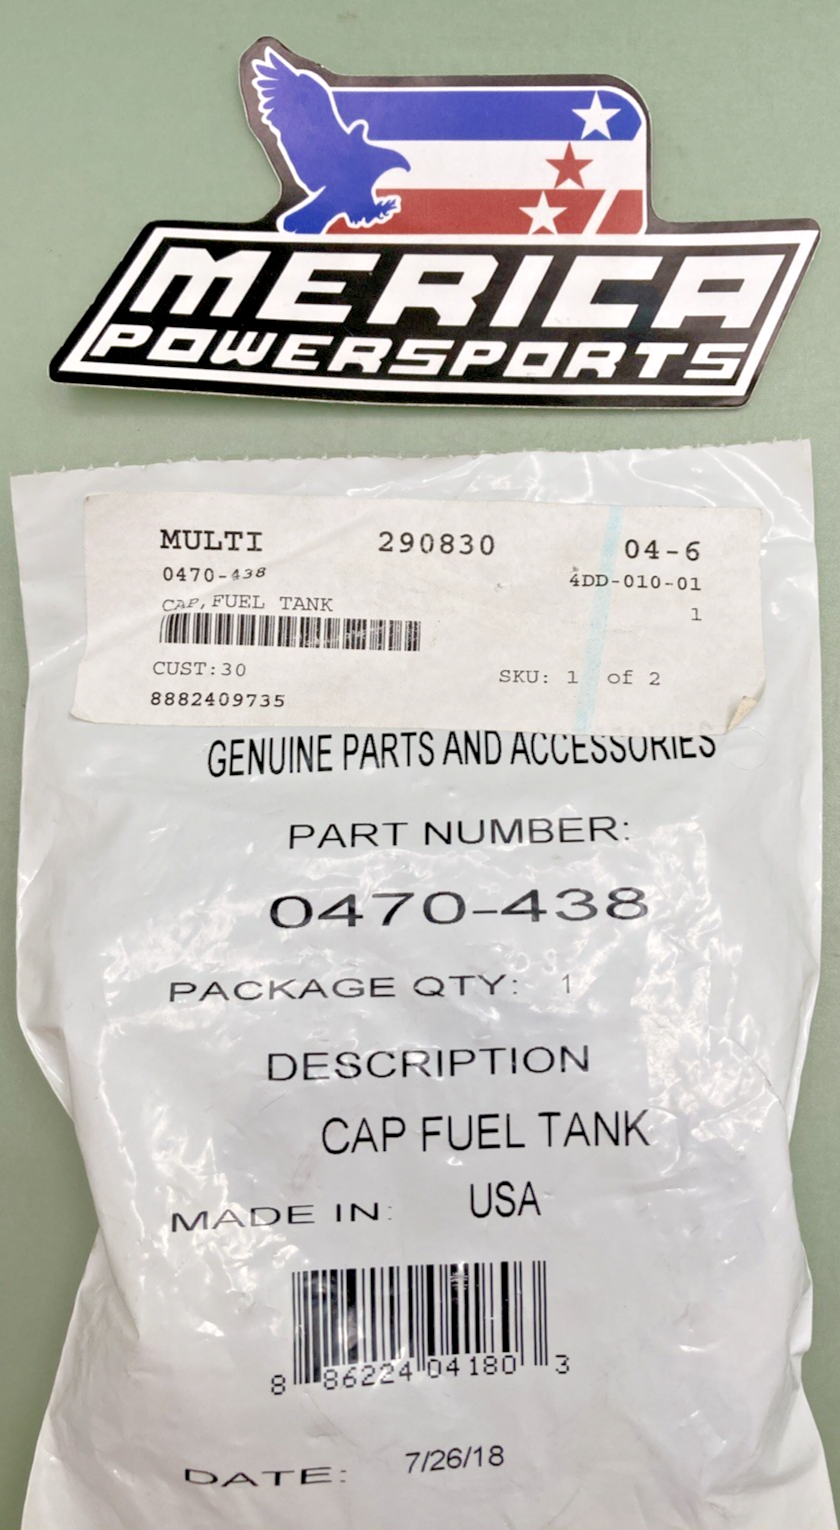 MERICA
POWERSPORTS
MULTI 290830 04-6
0470-438 4DD-010-01
CAP, FUEL TANK 1
CUST:30 SKU: 1 of 2
8882409735
GENUINE PARTS AND ACCESSORIES
PART NUMBER:
0470-438
PACKAGE QTY: 1
DESCRIPTION
CAP FUEL TANK
MADE IN: USA
8 86224 04180 3
DATE: 7/26/18